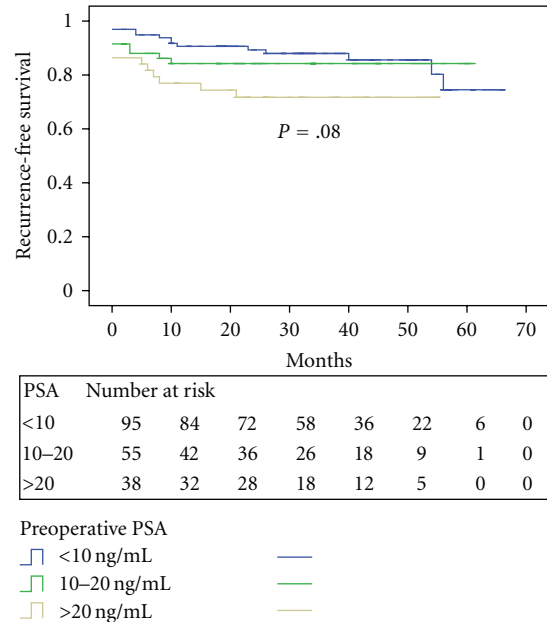 1
0.8
0.6
0.4
0.2
0
Recurrence-free survival
P = .08
0 10 20 30 40 50 60 70
Months
PSA Number at risk
<10 95 84 72 58 36 22 6 0
10–20 55 42 36 26 18 9 1 0
>20 38 32 28 18 12 5 0 0
Preoperative PSA
<10 ng/mL
10–20 ng/mL
>20 ng/mL